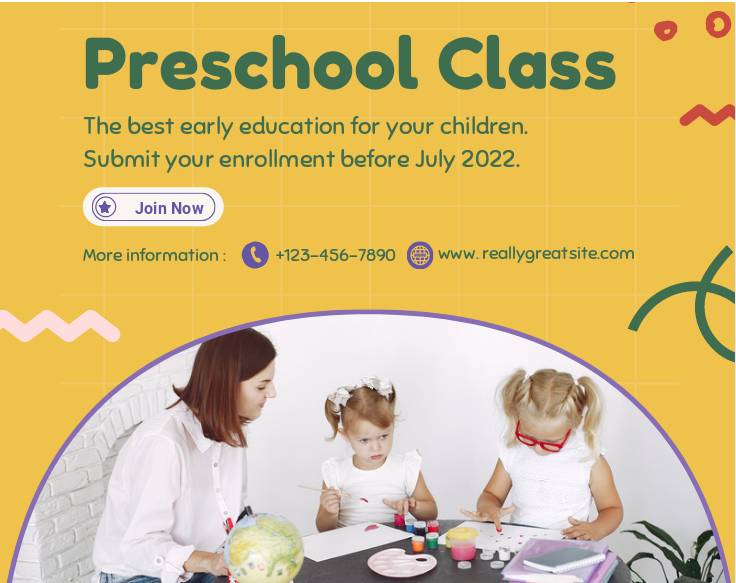 Preschool Class
The best early education for your children.
Submit your enrollment before July 2022.
Join Now
More information : +123-456-7890 www.reallygreatsite.com